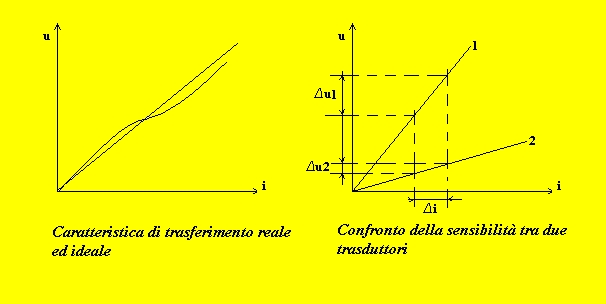 u
i
Caratteristica di trasferimento reale
ed ideale
u
1
Δu1
2
Δu2
i
Δi
Confronto della sensibilità tra due
trasduttori